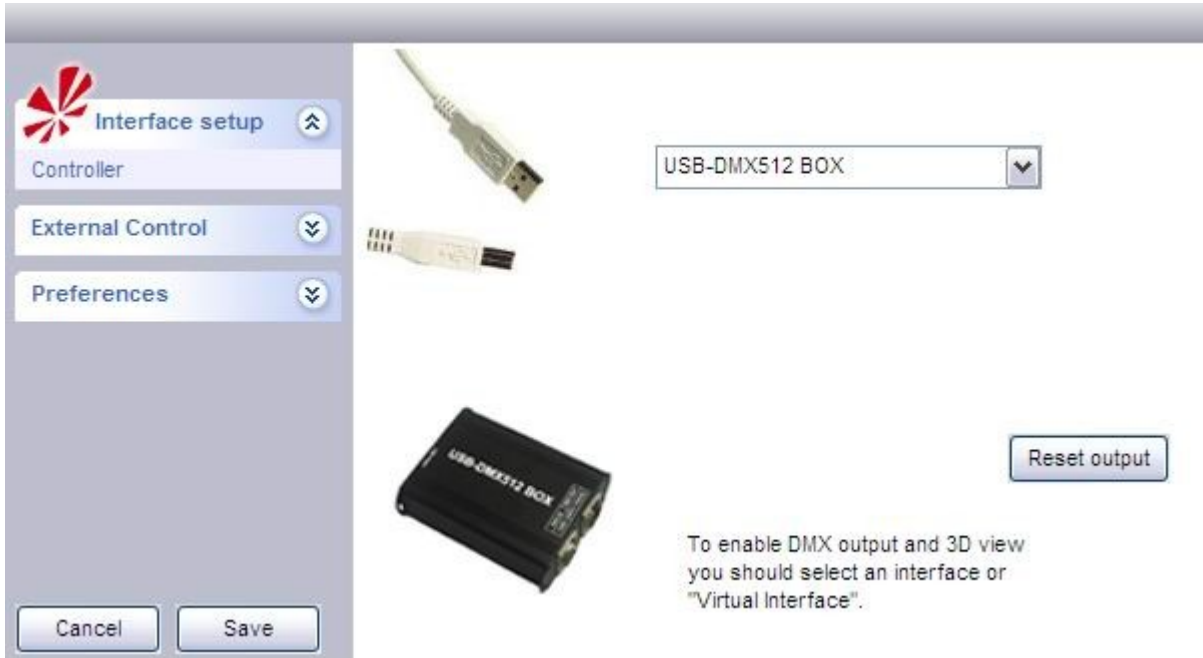 Interface setup
Controller
External Control
Preferences
Cancel
Save
USB-DMX512 BOX
USB-DMX512 BOX
Reset output
To enable DMX output and 3D view
you should select an interface or
"Virtual Interface".